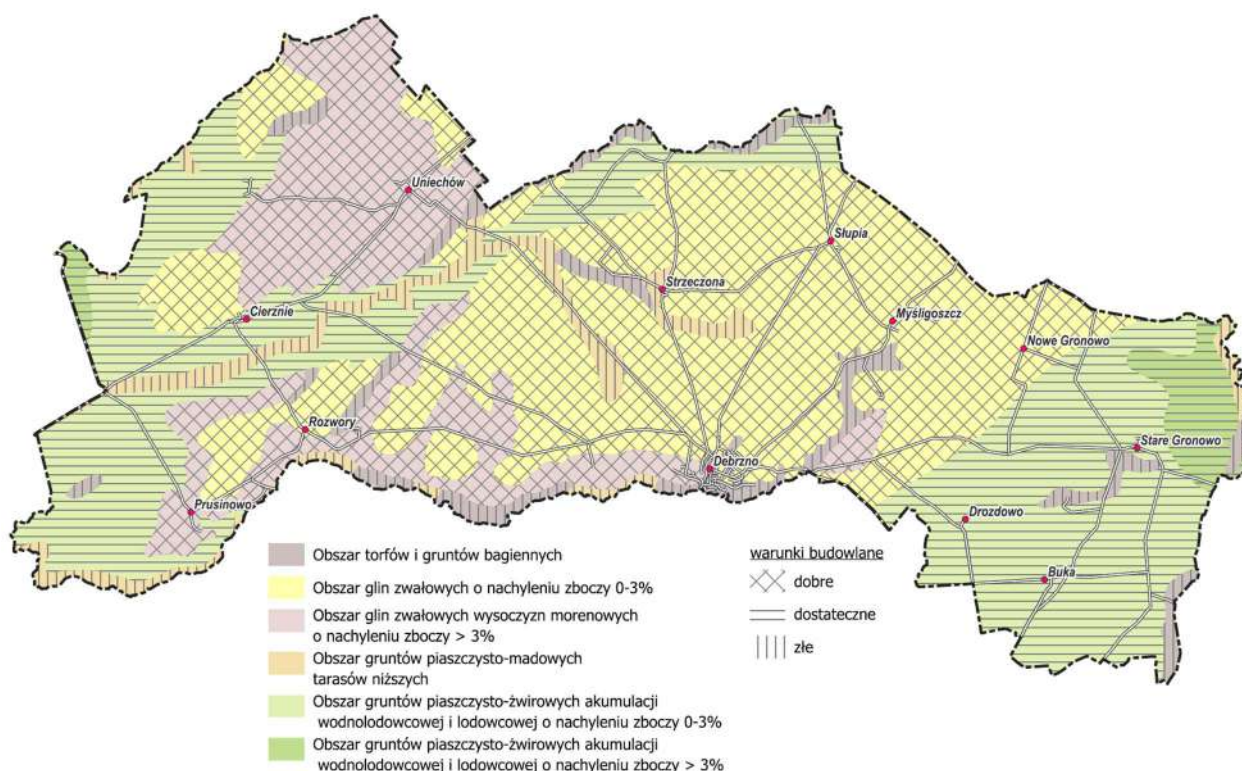 Uniechów
Słupia
Strzeczona
Cierznie
Myśligoszcz
Nowe Gronowo
Rozwory
Stare Gronowo
Debrzno
Prusinowo
Drozdowo
Buka
Obszar torfów i gruntów bagiennych
Obszar glin zwałowych o nachyleniu zboczy 0-3%
Obszar glin zwałowych wysoczyzn morenowych
o nachyleniu zboczy > 3%
Obszar gruntów piaszczysto-madowych
tarasów niższych
Obszar gruntów piaszczysto-żwirowych akumulacji
wodnolodowcowej i lodowcowej o nachyleniu zboczy 0-3%
Obszar gruntów piaszczysto-żwirowych akumulacji
wodnolodowcowej i lodowcowej o nachyleniu zboczy > 3%
warunki budowlane
dobre
dostateczne
złe